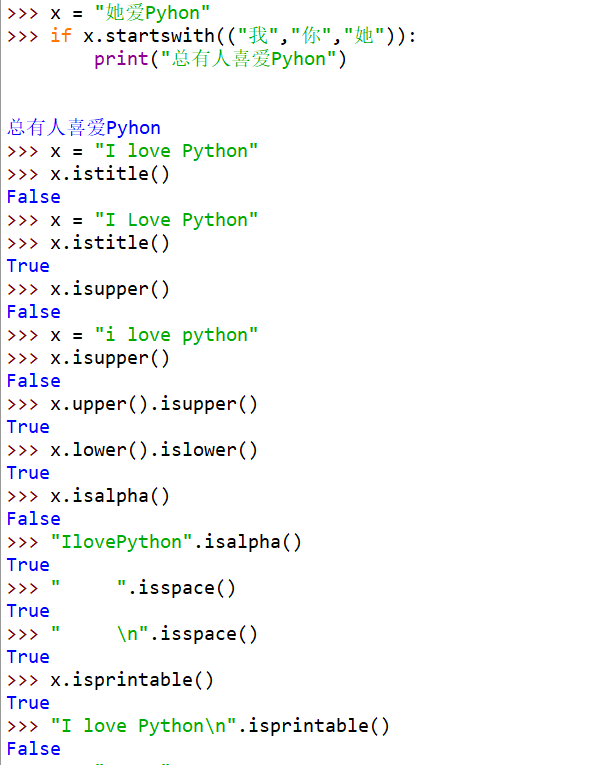 >>> x = "她爱Pyhon"
>>> if x.startswith(("我","你","她")):
        print("总有人喜爱Pyhon")
总有人喜爱Pyhon
>>> x = "I love Python"
>>> x.istitle()
False
>>> x = "I Love Python"
>>> x.istitle()
True
>>> x.isupper()
False
>>> x = "i love python"
>>> x.isupper()
False
>>> x.upper().isupper()
True
>>> x.lower().islower()
True
>>> x.isalpha()
False
>>> "IlovePython".isalpha()
True
>>> "     ".isspace()
True
>>> "     \n".isspace()
True
>>> x.isprintable()
True
>>> "I love Python\n".isprintable()
False